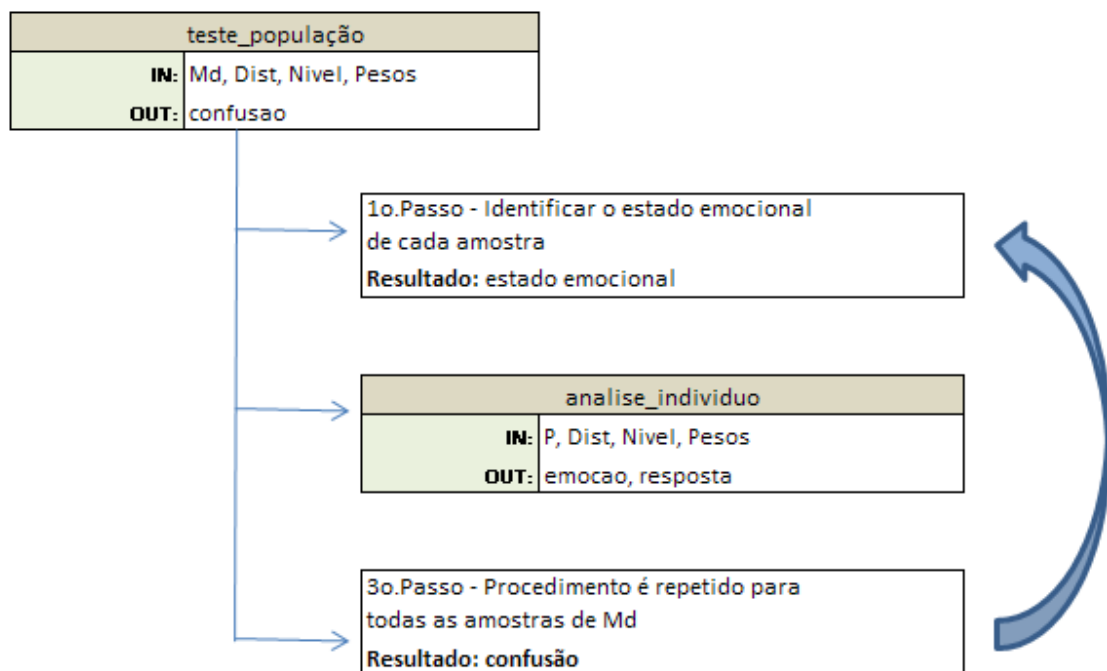 teste_população
IN: Md, Dist, Nivel, Pesos
OUT: confusao
1o.Passo - Identificar o estado emocional
de cada amostra
Resultado: estado emocional
analise_individuo
IN: P, Dist, Nivel, Pesos
OUT: emocao, resposta
3o.Passo - Procedimento é repetido para
todas as amostras de Md
Resultado: confusão